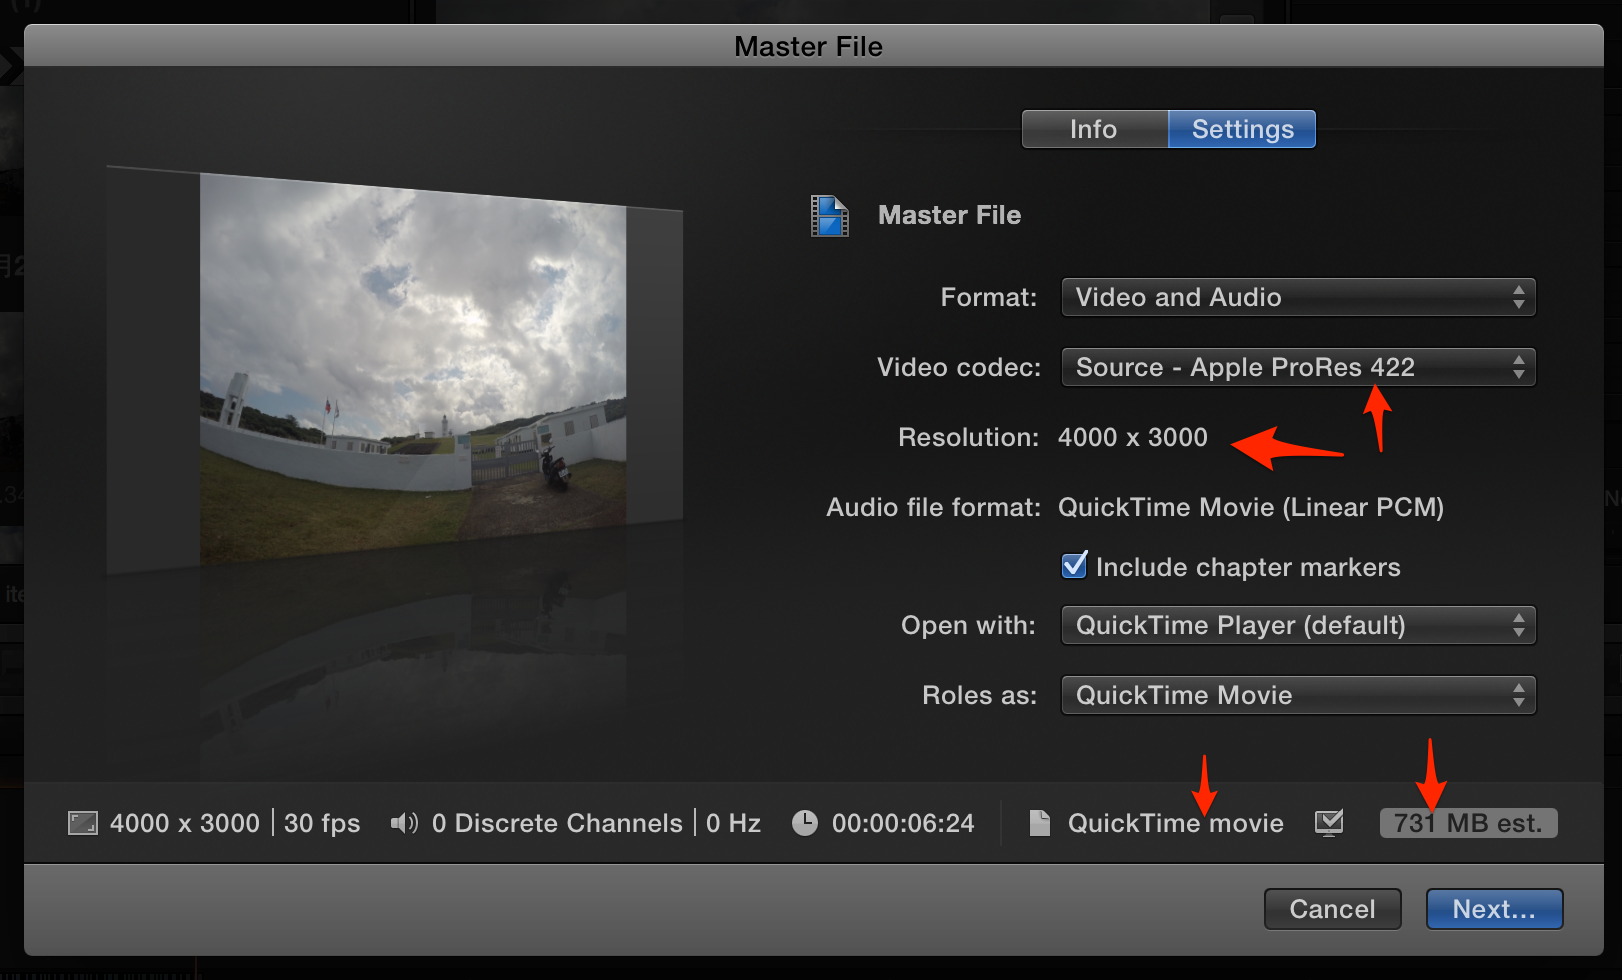 Master File
Info Settings
Master File
Format: Video and Audio
Video codec: Source - Apple ProRes 422
Resolution: 4000 x 3000
Audio file format: QuickTime Movie (Linear PCM)
Include chapter markers
Open with: QuickTime Player (default)
Roles as: QuickTime Movie
4000 x 3000 | 30 fps 0 Discrete Channels | 0 Hz 00:00:06:24 QuickTime movie 731 MB est.
Cancel Next...